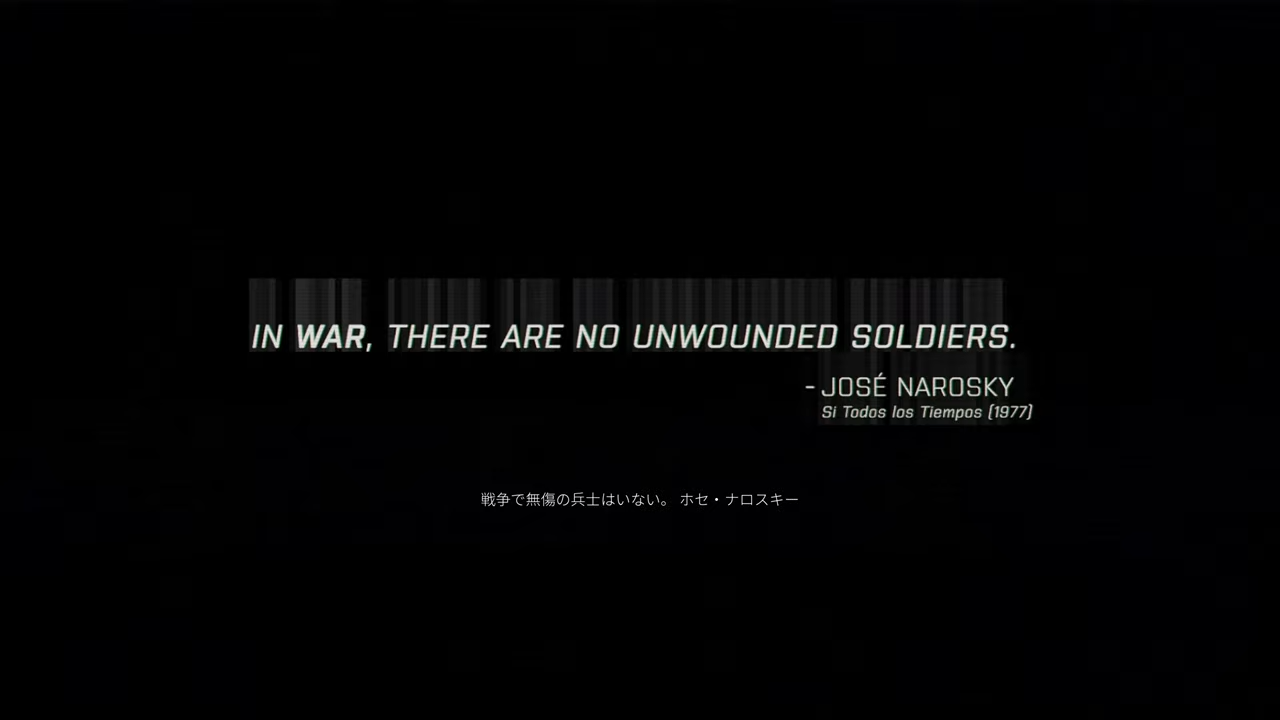 IN WAR, THERE ARE NO UNWOUNDED SOLDIERS.
- JOSÉ NAROSKY
Si Todos los Tiempos (1977)
戦争で無傷の兵士はいない。 ホセ・ナロスキー